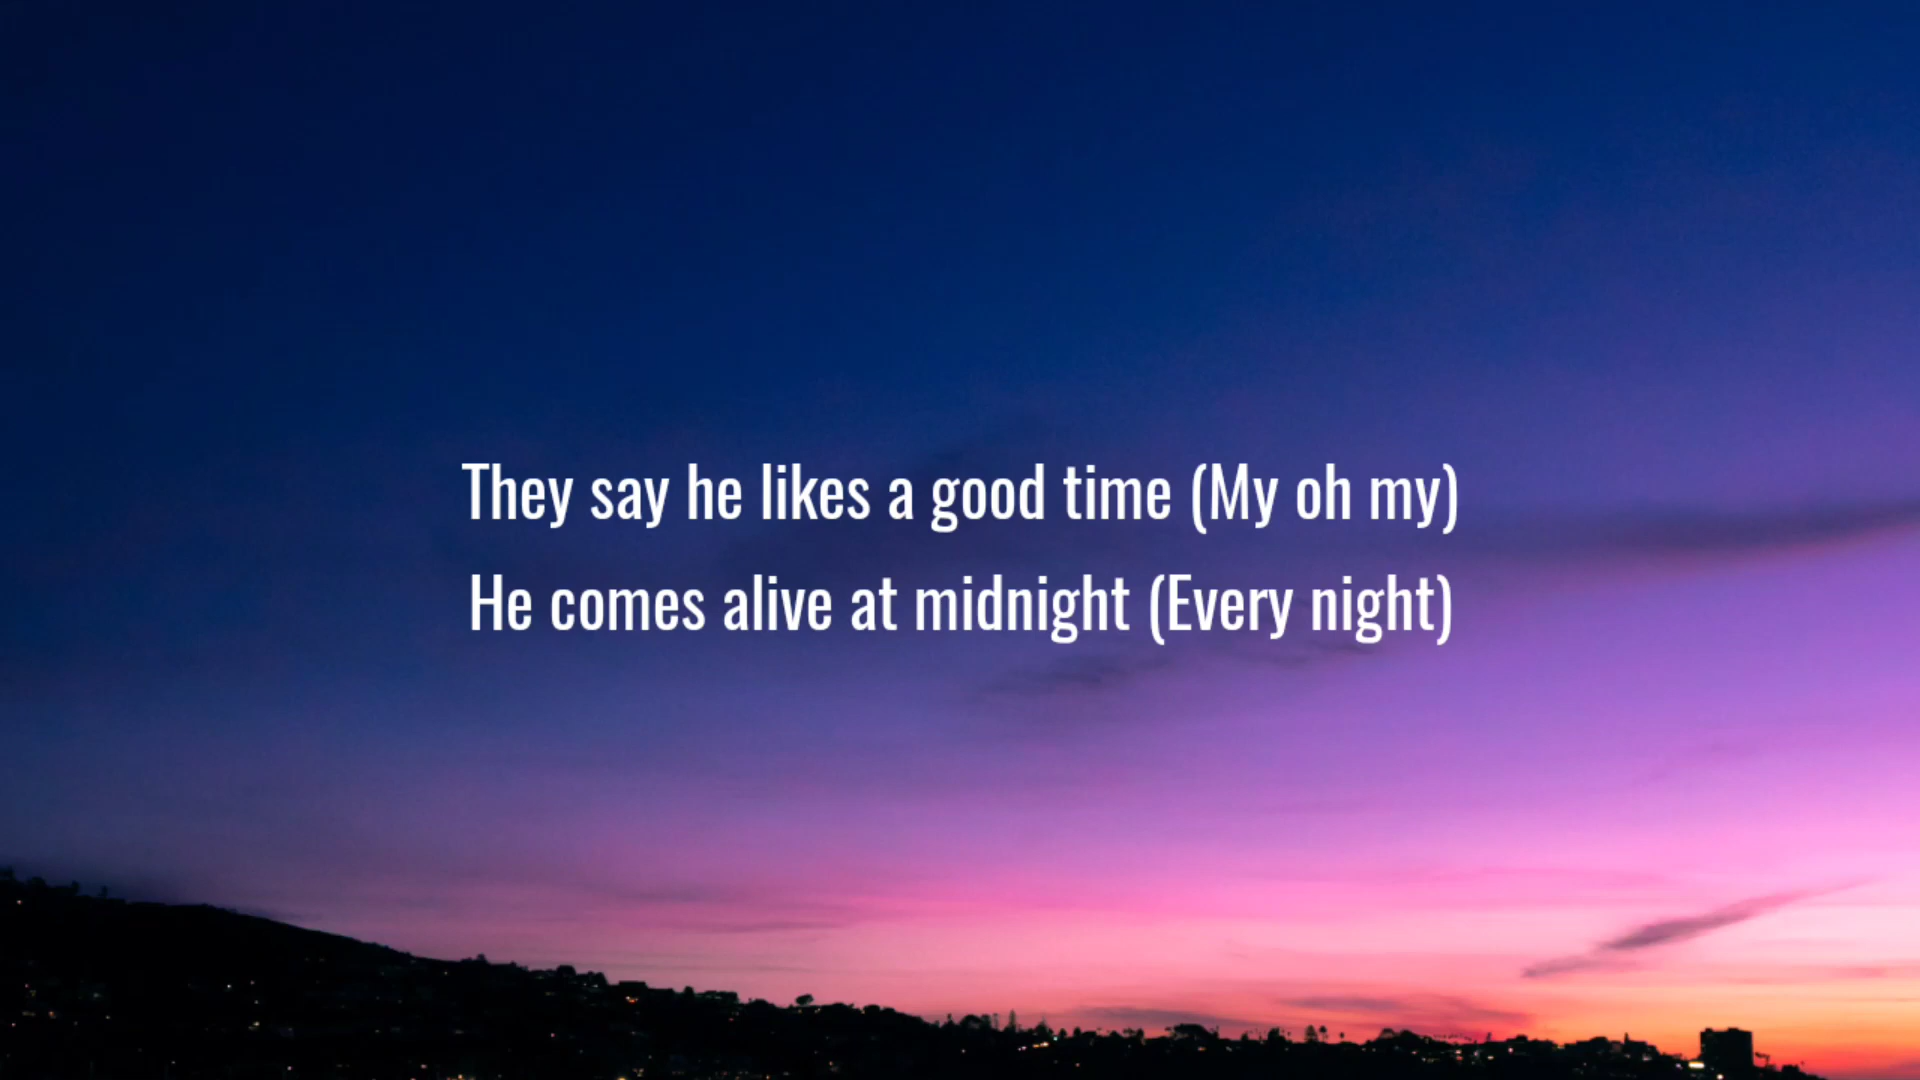 They say he likes a good time (My oh my)
He comes alive at midnight (Every night)